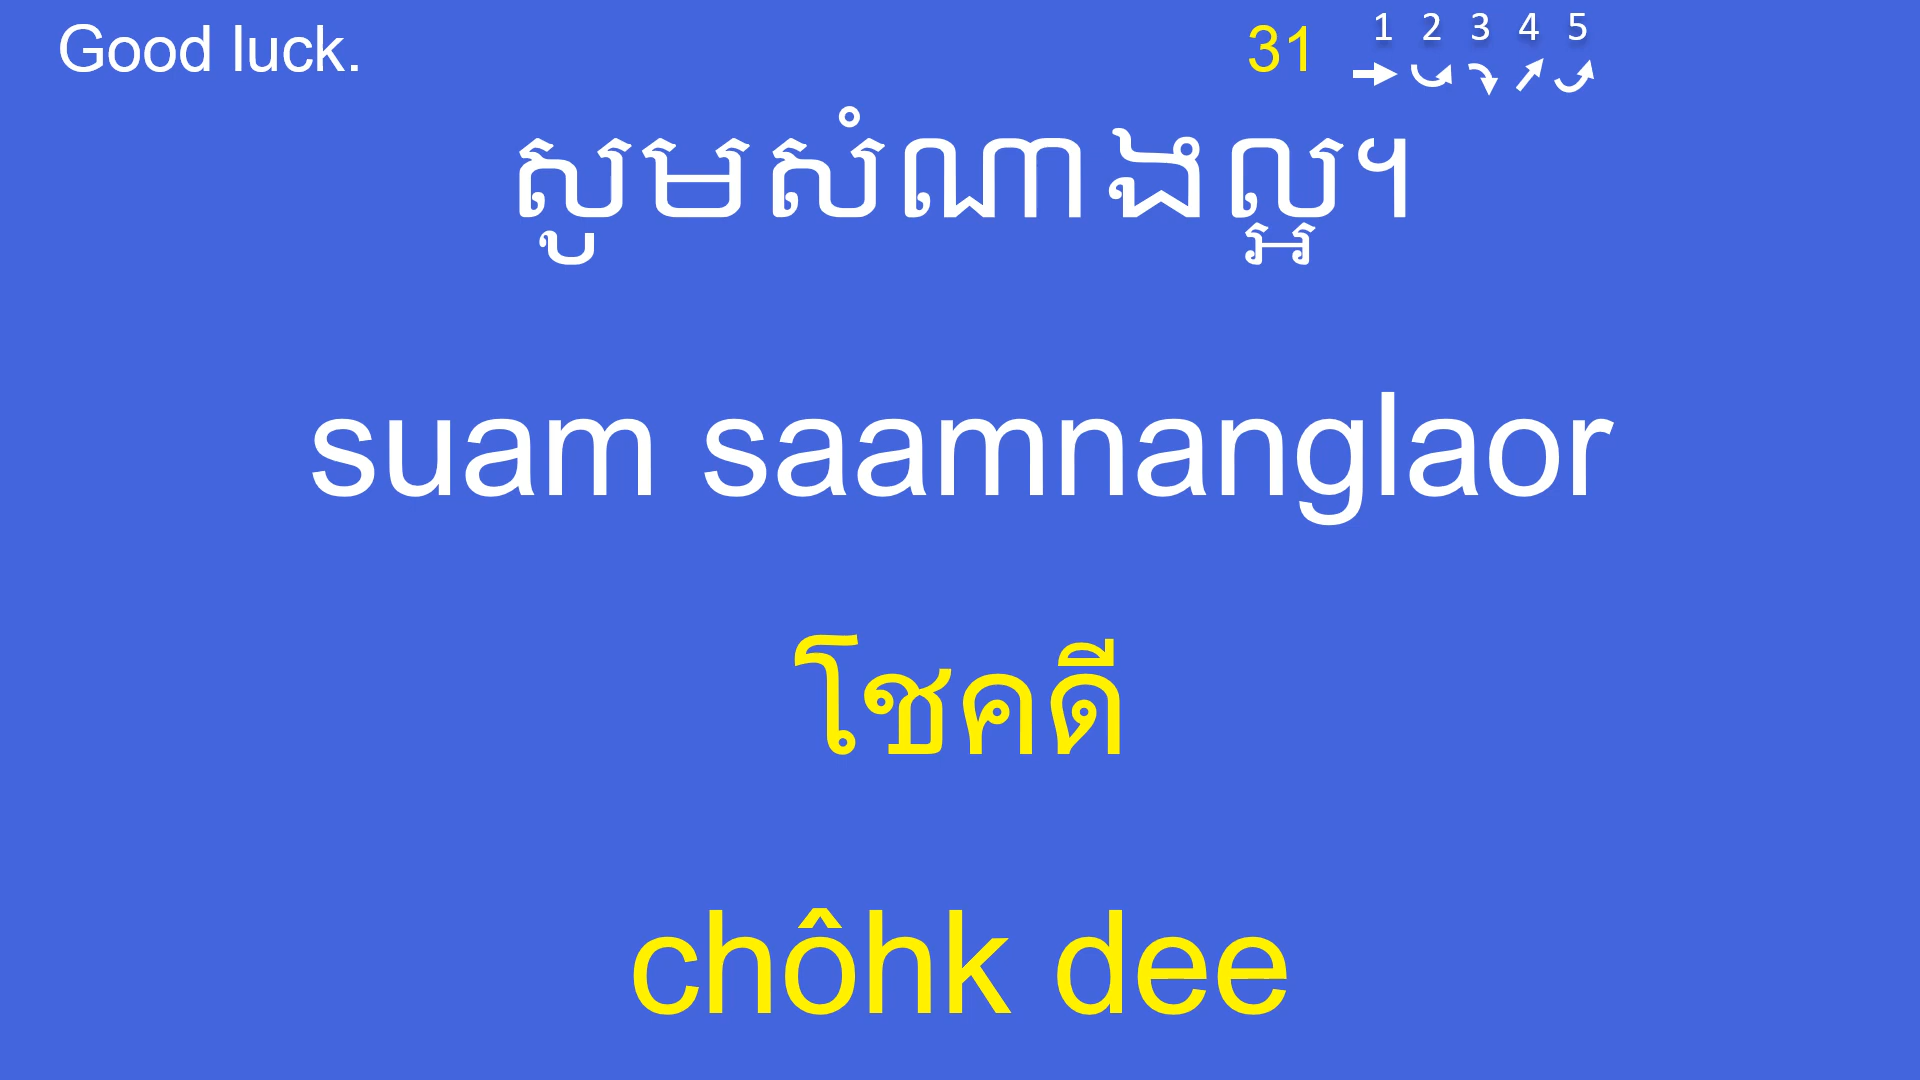 Good luck.
31
1 2 3 4 5
សូមសំណាងល្អ។
suam saamnanglaor
โชคดี
chôhk dee